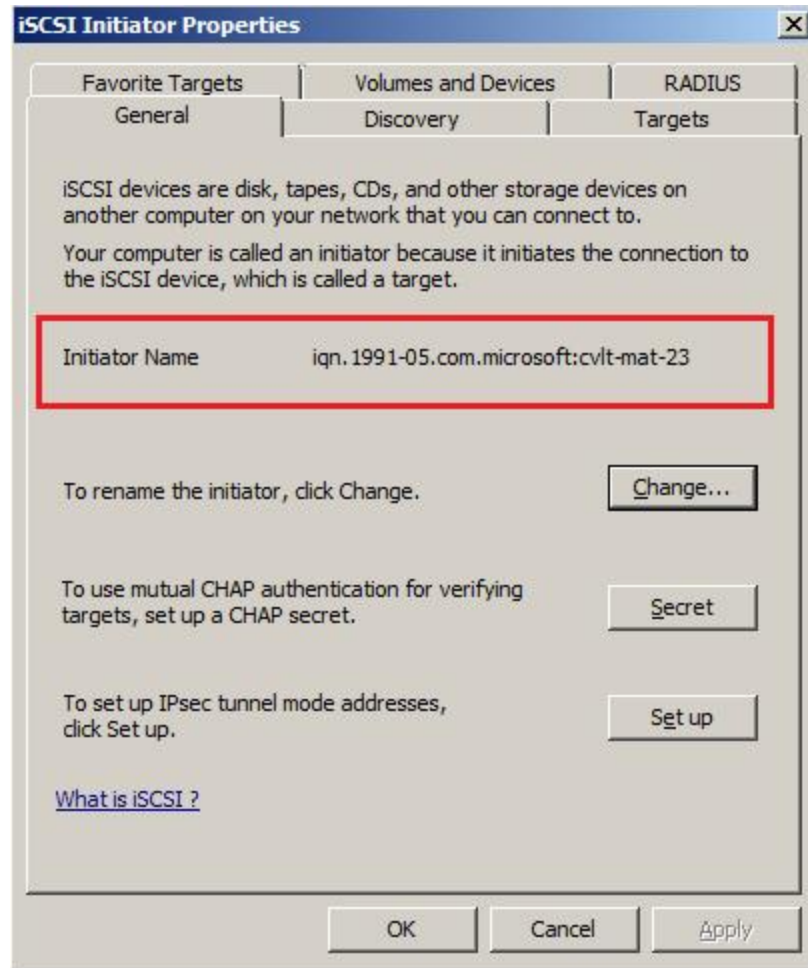 iSCSI Initiator Properties
Favorite Targets
Volumes and Devices
RADIUS
General
Discovery
Targets
iSCSI devices are disk, tapes, CDs, and other storage devices on
another computer on your network that you can connect to.
Your computer is called an initiator because it initiates the connection to
the iSCSI device, which is called a target.
Initiator Name iqn.1991-05.com.microsoft:cvlt-mat-23
To rename the initiator, click Change.
Change...
To use mutual CHAP authentication for verifying
targets, set up a CHAP secret.
Secret
To set up IPsec tunnel mode addresses,
click Set up.
Set up
What is iSCSI ?
OK
Cancel
Apply